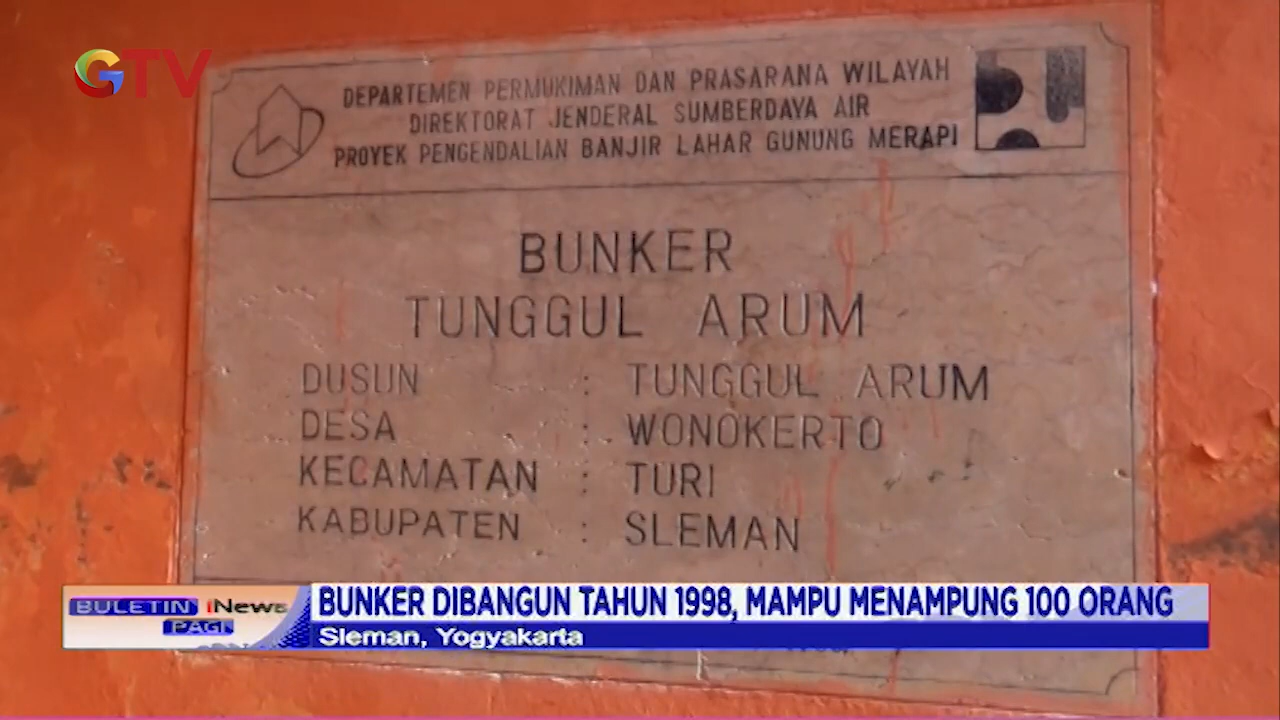 GTV
DEPARTEMEN PERMUKIMAN DAN PRASARANA WILAYAH
DIREKTORAT JENDERAL SUMBERDAYA AIR
PROYEK PENGENDALIAN BANJIR LAHAR GUNUNG MERAPI
BUNKER
TUNGGUL ARUM
DUSUN : TUNGGUL ARUM
DESA : WONOKERTO
KECAMATAN : TURI
KABUPATEN : SLEMAN
BULETIN iNews
PAGI
BUNKER DIBANGUN TAHUN 1998, MAMPU MENAMPUNG 100 ORANG
Sleman, Yogyakarta